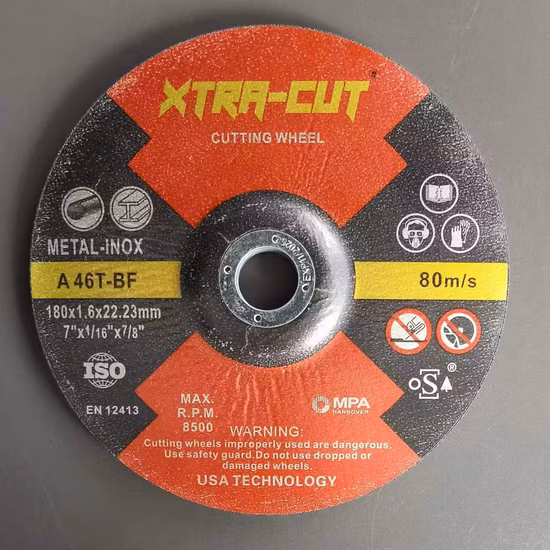 XTRA-CUT
CUTTING WHEEL
METAL-INOX
A 46T-BF
80m/s
180x1.6x22.23mm
7"x1/16"x7/8"
ISO
EN 12413
MAX.
R.P.M.
8500
MPA
HANNOVER
oSA
WARNING:
Cutting wheels improperly used are dangerous.
Use safety guard.Do not use dropped or
damaged wheels.
USA TECHNOLOGY